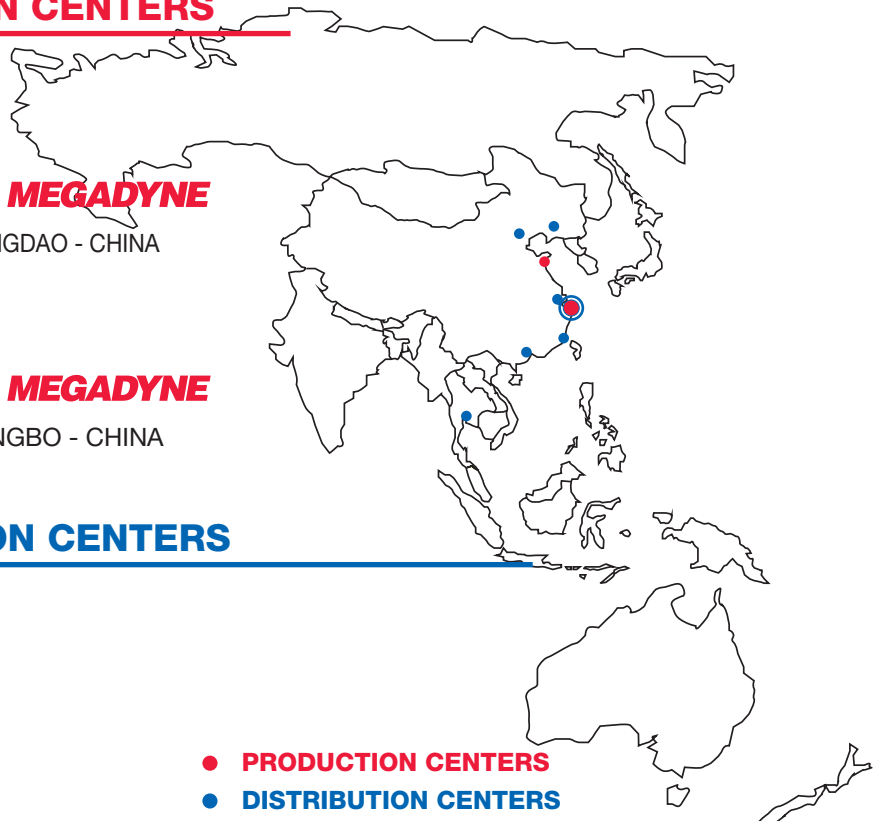 N CENTERS
MEGADYNE
NGDAO - CHINA
MEGADYNE
NGBO - CHINA
ON CENTERS
PRODUCTION CENTERS
DISTRIBUTION CENTERS